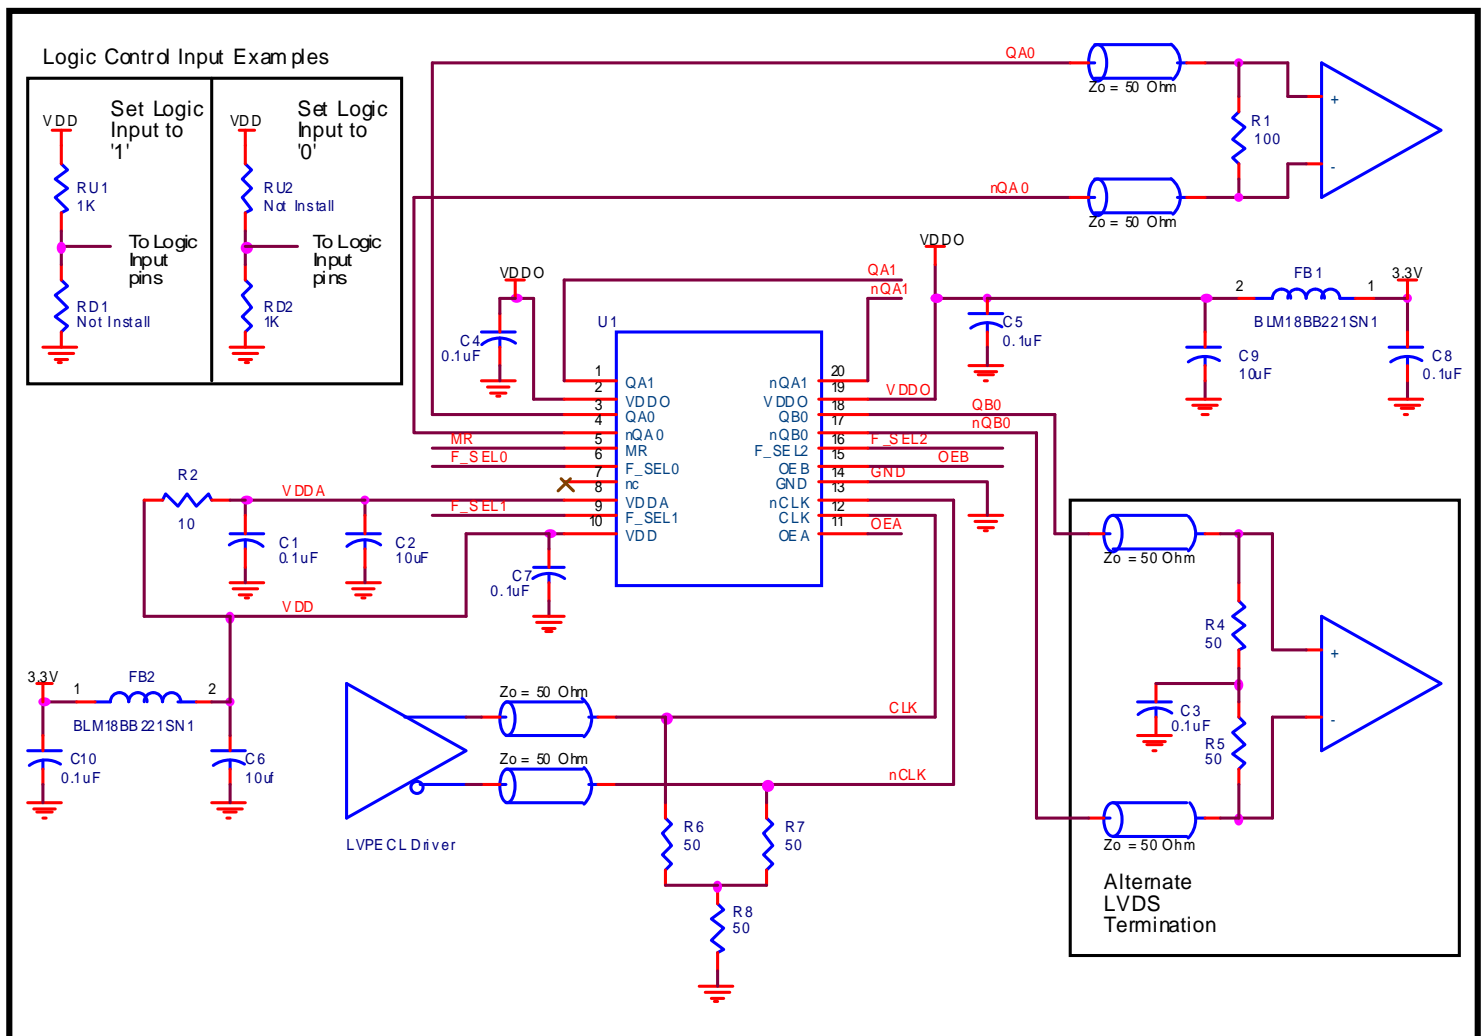 Logic Control Input Examples
VDD
Set Logic
Input to
'1'
RU1
1K
To Logic
Input
pins
RD1
Not Install
VDD
Set Logic
Input to
'0'
RU2
Not Install
To Logic
Input
pins
RD2
1K
QA0
Zo = 50 Ohm
R1
100
+
-
nQA0
Zo = 50 Ohm
VDDO
C4
0.1uF
QA1
nQA1
VDDO
C5
0.1uF
2
FB1
1
BLM18BB221SN1
3.3V
C9
10uF
C8
0.1uF
U1
1
QA1
2
VDDO
3
QA0
4
nQA0
5
MR
6
F_SEL0
7
nc
8
VDDA
9
F_SEL1
10
VDD
20
nQA1
19
VDDO
18
QB0
17
nQB0
16
F_SEL2
15
OEB
14
GND
13
nCLK
12
CLK
11
OEA
MR
F_SEL0
F_SEL1
VDDO
QB0
nQB0
F_SEL2
OEB
GND
OEA
R2
10
VDDA
C1
0.1uF
C2
10uF
VDD
C7
0.1uF
3.3V
1
FB2
2
BLM18BB221SN1
C10
0.1uF
C6
10uf
LVPECL Driver
Zo = 50 Ohm
Zo = 50 Ohm
CLK
nCLK
R6
50
R7
50
R8
50
Zo = 50 Ohm
R4
50
C3
0.1uF
R5
50
+
-
Zo = 50 Ohm
Alternate
LVDS
Termination